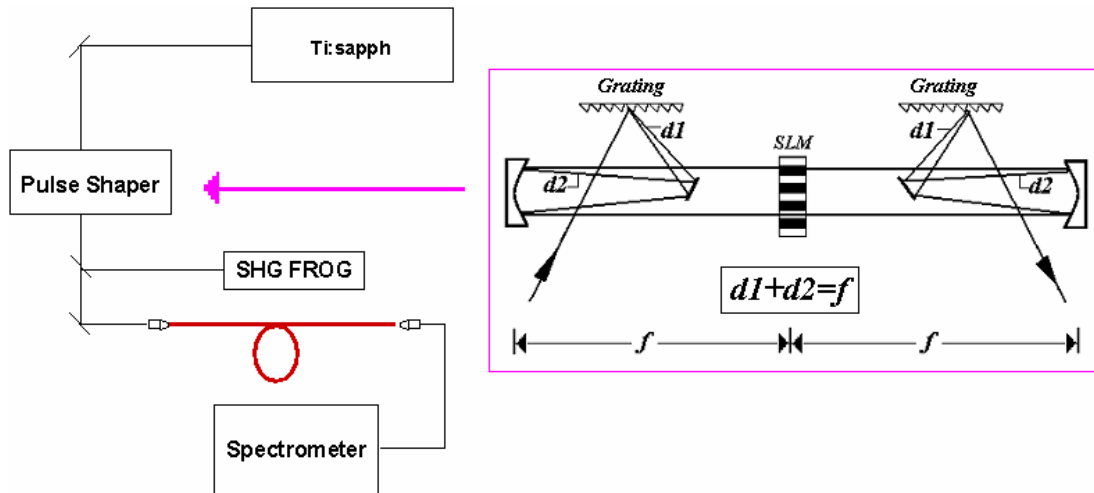 Ti:sapph
Pulse Shaper
SHG FROG
Spectrometer
Grating
Grating
d1
d1
SLM
d2
d2
d1+d2=f
f
f